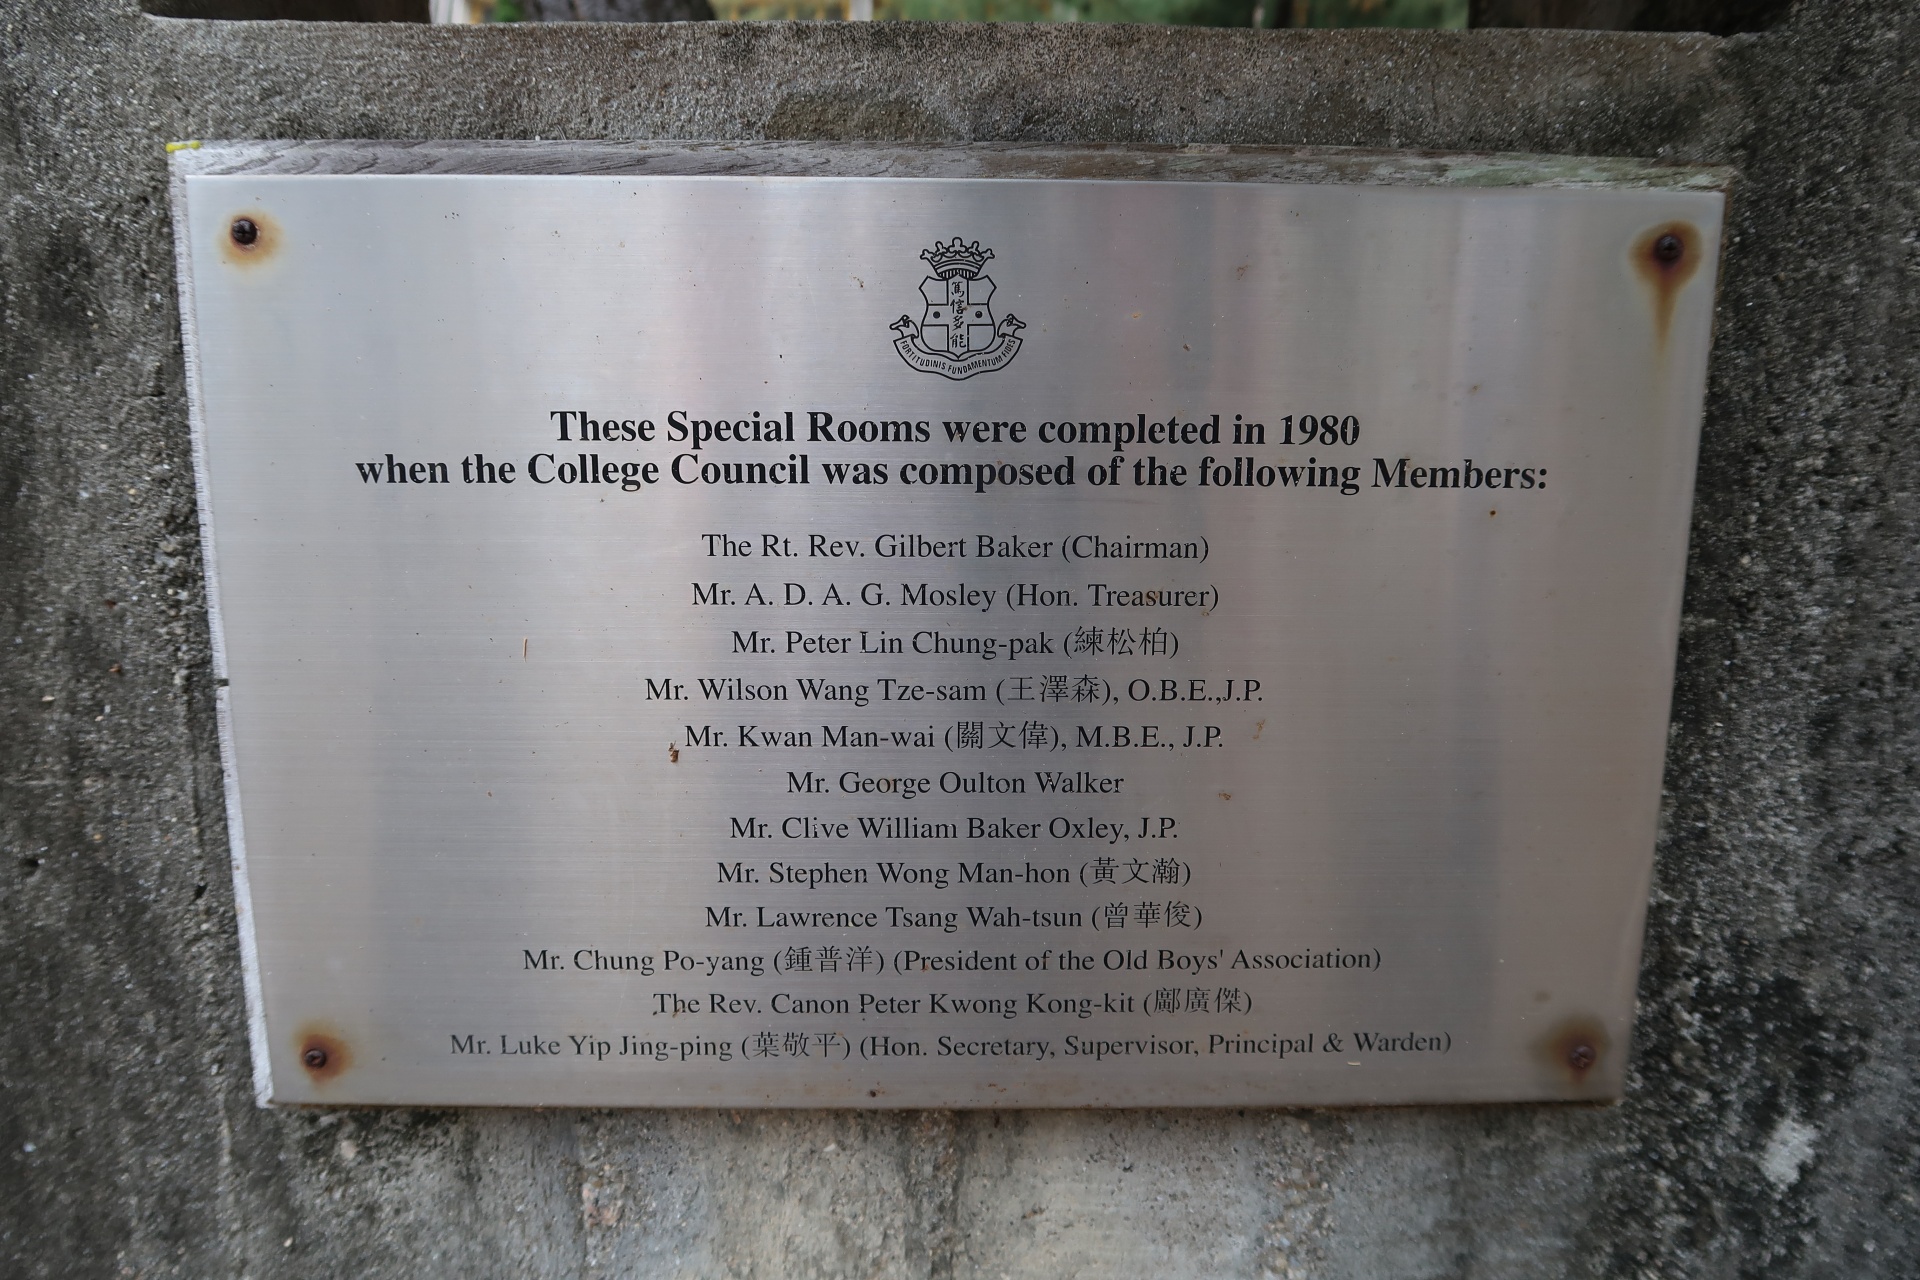 篤信多能
FORTITUDINIS FUNDAMENTUM FIDES
These Special Rooms were completed in 1980
when the College Council was composed of the following Members:
The Rt. Rev. Gilbert Baker (Chairman)
Mr. A. D. A. G. Mosley (Hon. Treasurer)
Mr. Peter Lin Chung-pak (練松柏)
Mr. Wilson Wang Tze-sam (王澤森), O.B.E.,J.P.
Mr. Kwan Man-wai (關文偉), M.B.E., J.P.
Mr. George Oulton Walker
Mr. Clive William Baker Oxley, J.P.
Mr. Stephen Wong Man-hon (黃文瀚)
Mr. Lawrence Tsang Wah-tsun (曾華俊)
Mr. Chung Po-yang (鍾普洋) (President of the Old Boys' Association)
The Rev. Canon Peter Kwong Kong-kit (鄺廣傑)
Mr. Luke Yip Jing-ping (葉敬平) (Hon. Secretary, Supervisor, Principal & Warden)